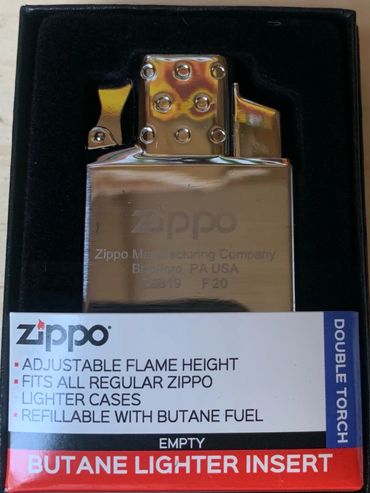 Zippo
Zippo Manufacturing Company
Bradford, PA USA
F 20
Zippo
• ADJUSTABLE FLAME HEIGHT
• FITS ALL REGULAR ZIPPO
LIGHTER CASES
• REFILLABLE WITH BUTANE FUEL
DOUBLE TORCH
EMPTY
BUTANE LIGHTER INSERT